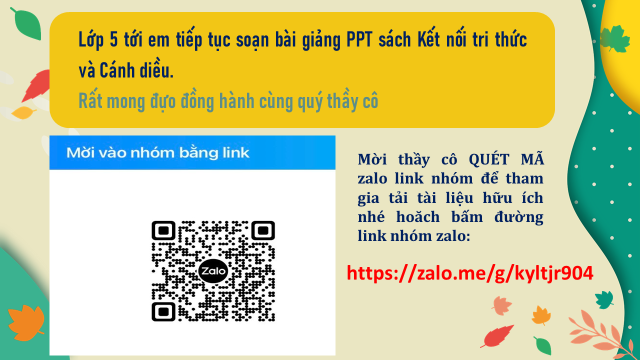 Lớp 5 tới em tiếp tục soạn bài giảng PPT sách Kết nối tri thức
và Cánh diều.
Rất mong đựo đồng hành cùng quý thầy cô
Mời vào nhóm bằng link
Zalo
Mời thầy cô QUÉT MÃ
zalo link nhóm để tham
gia tải tài liệu hữu ích
nhé hoăch bấm đường
link nhóm zalo:
https://zalo.me/g/kyltjr904